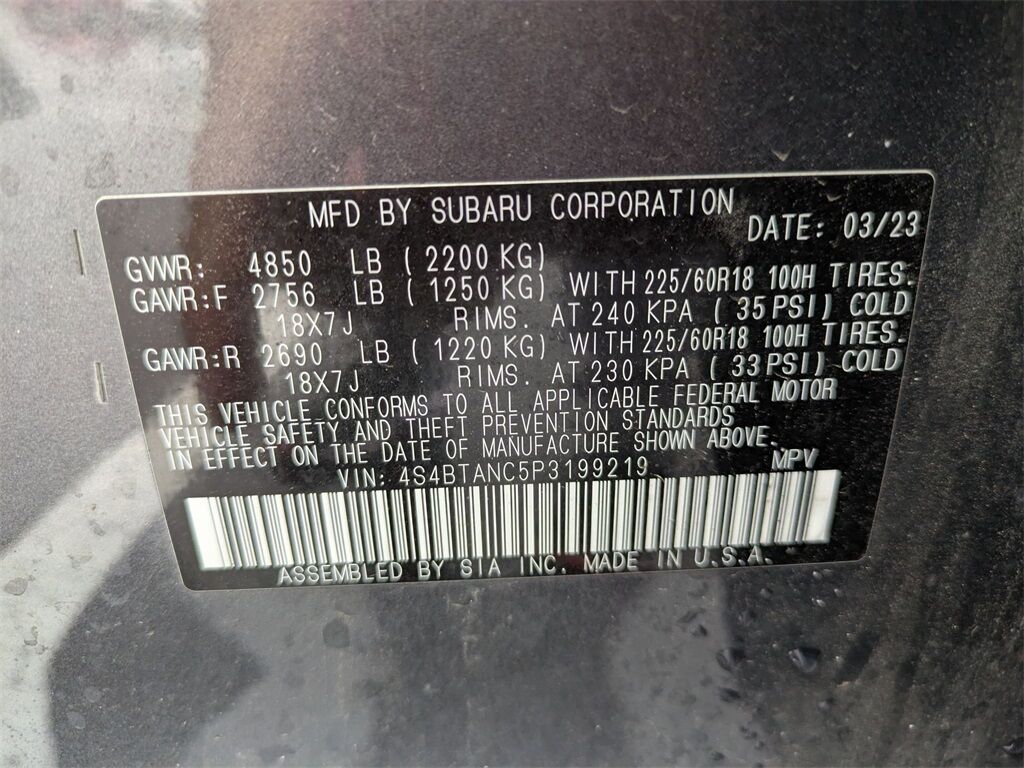 MFD BY SUBARU CORPORATION
DATE: 03/23
GVWR: 4850 LB ( 2200 KG)
GAWR:F 2756 LB ( 1250 KG) WITH 225/60R18 100H TIRES.
18X7J RIMS. AT 240 KPA ( 35 PSI) COLD
GAWR:R 2690 LB ( 1220 KG) WITH 225/60R18 100H TIRES.
18X7J RIMS. AT 230 KPA ( 33 PSI) COLD
THIS VEHICLE CONFORMS TO ALL APPLICABLE FEDERAL MOTOR
VEHICLE SAFETY AND THEFT PREVENTION STANDARDS
IN EFFECT ON THE DATE OF MANUFACTURE SHOWN ABOVE.
VIN: 4S4BTANC5P3199219 MPV
ASSEMBLED BY SIA INC. MADE IN U.S.A.